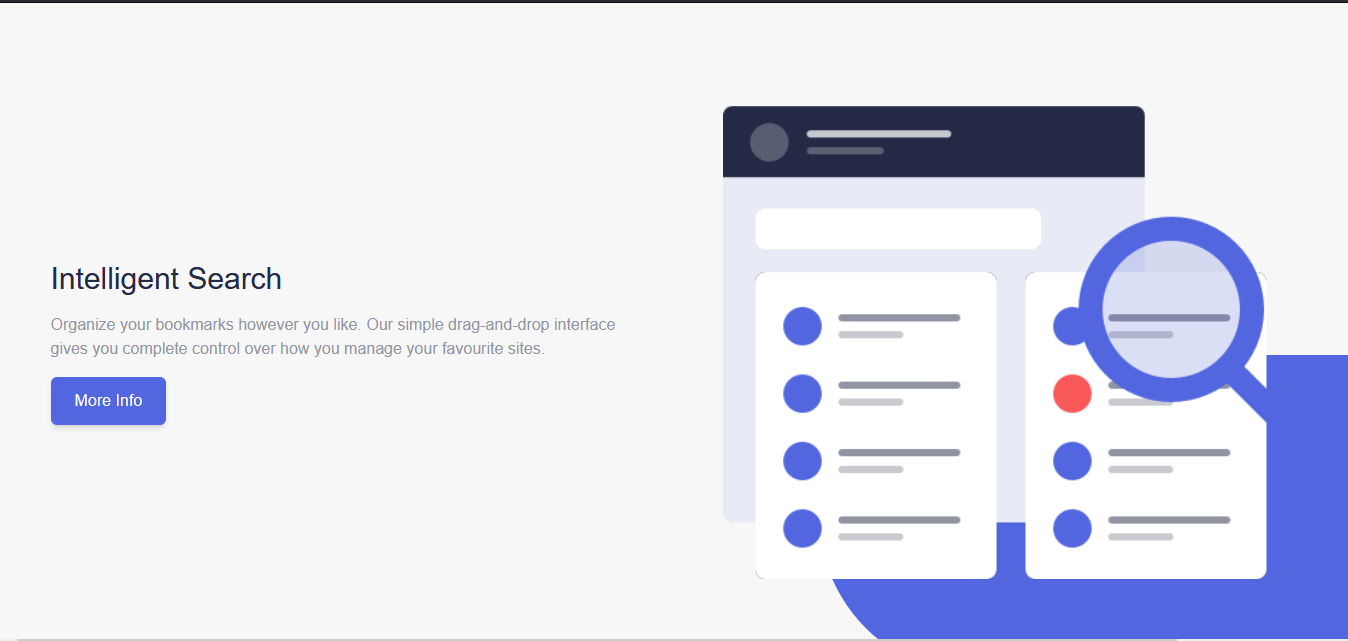 Intelligent Search
Organize your bookmarks however you like. Our simple drag-and-drop interface
gives you complete control over how you manage your favourite sites.
More Info